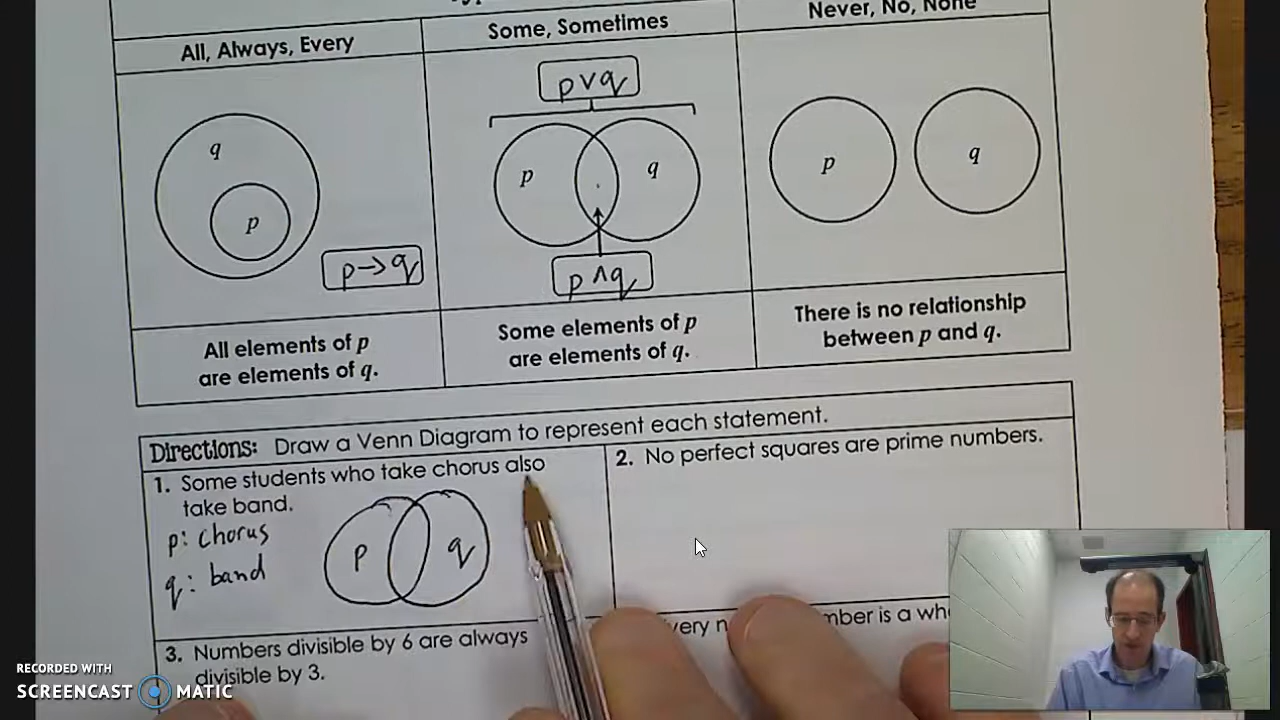 Never, No, None
Some, Sometimes
All, Always, Every
p∨q
q
p
p→q
p
q
p∧q
p
q
All elements of p
are elements of q.
Some elements of p
are elements of q.
There is no relationship
between p and q.
Directions: Draw a Venn Diagram to represent each statement.
1. Some students who take chorus also
take band.
p: Chorus
q: band
p
q
2. No perfect squares are prime numbers.
3. Numbers divisible by 6 are always
divisible by 3.
is a
RECORDED WITH
SCREENCAST MATIC